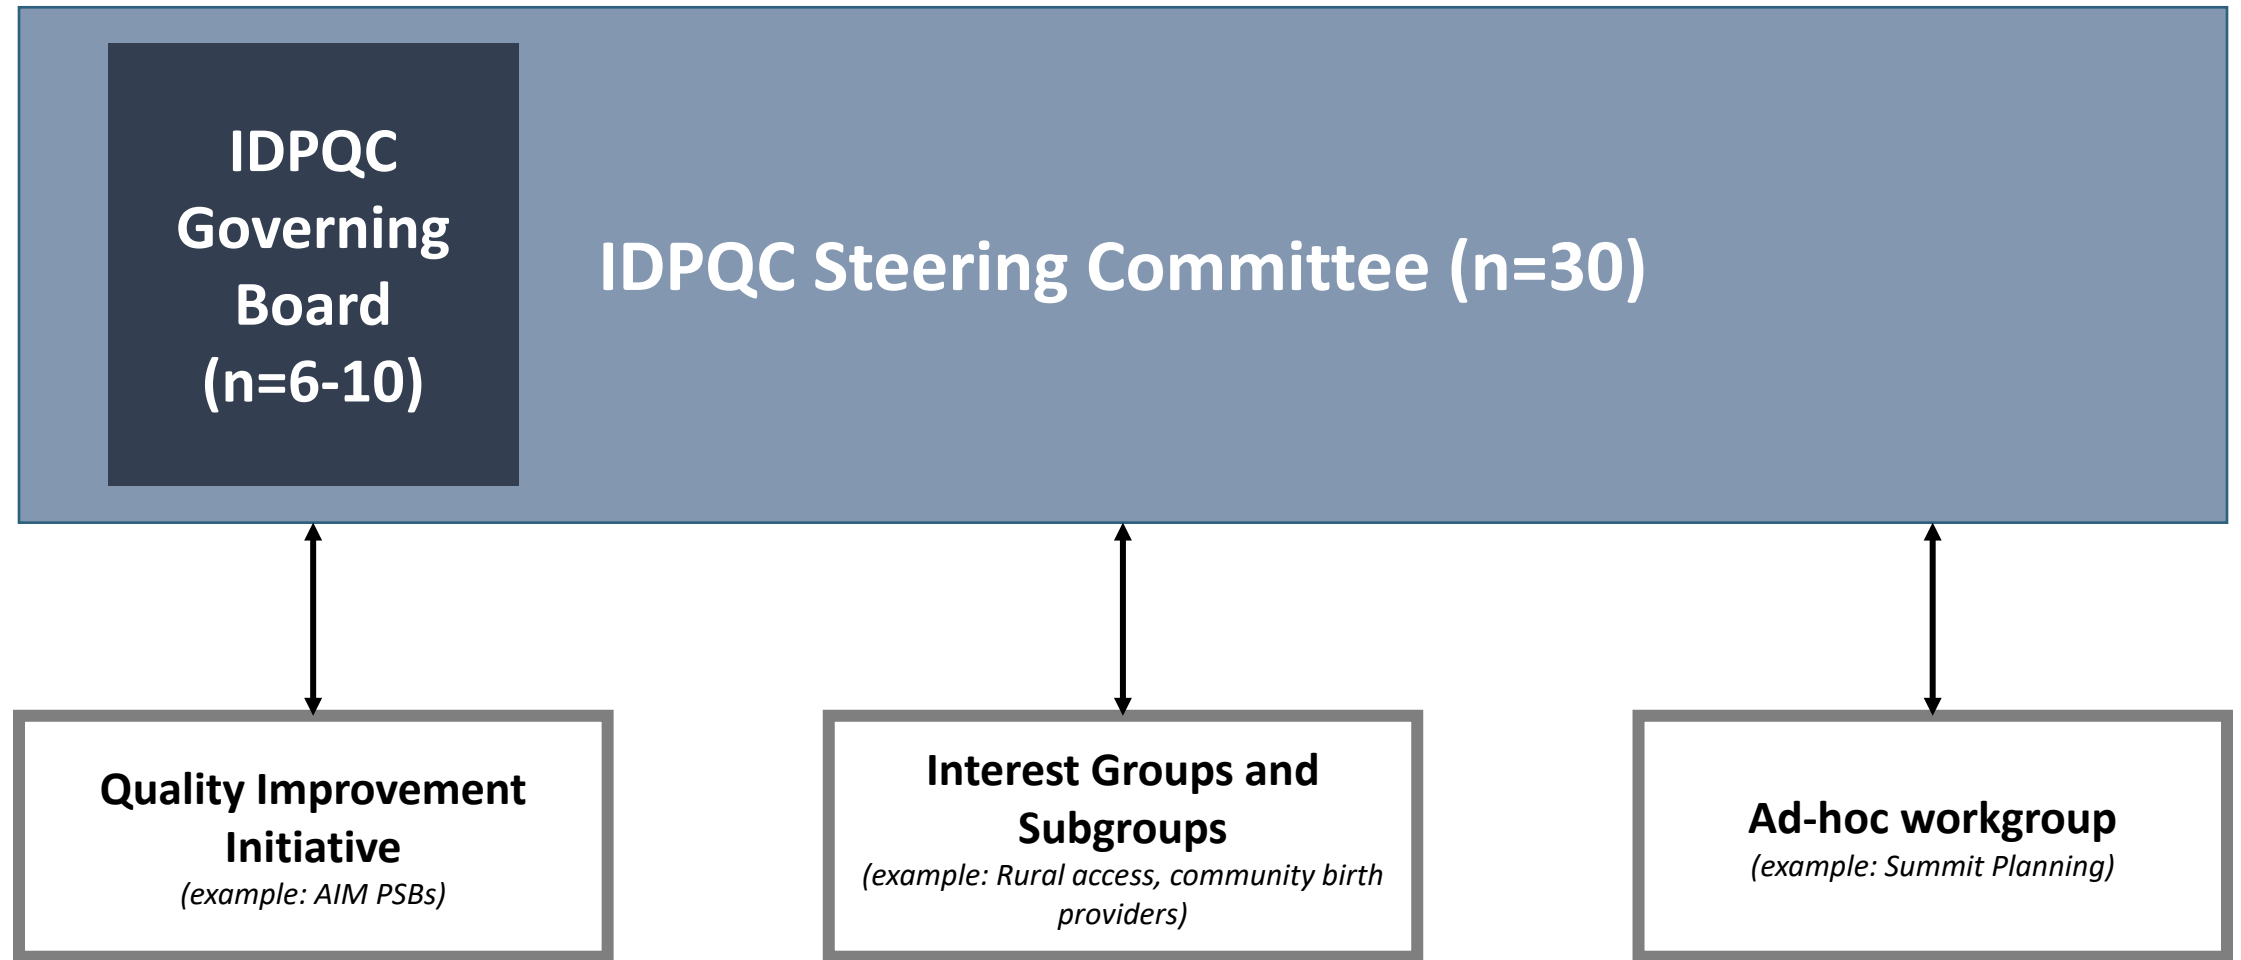 IDPQC
Governing
Board
(n=6-10)
IDPQC Steering Committee (n=30)
Quality Improvement
Initiative
(example: AIM PSBs)
Interest Groups and
Subgroups
(example: Rural access, community birth
providers)
Ad-hoc workgroup
(example: Summit Planning)